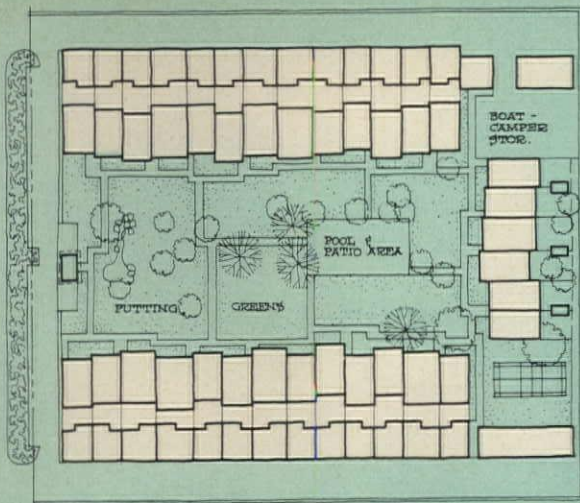 BOAT -
CAMPER
STOR.
POOL &
PATIO AREA
PUTTING GREENS